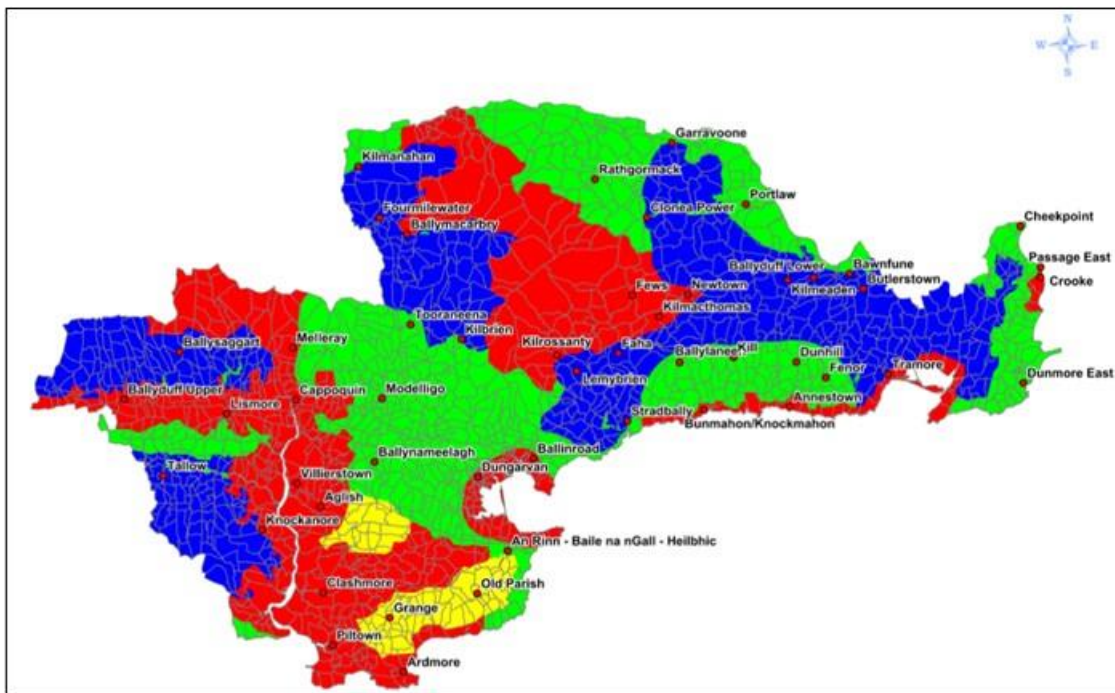 N
W E
S
Garravoone
Kilmanahan
Rathgormack
Portlaw
Fourmilewater
Clonea Power
Ballymacarbry
Cheekpoint
Passage East
Crooke
Ballyduff Lower
Bawnfune
Butlerstown
Kilmeaden
Fews
Newtown
Kilmacthomas
Tooraneena
Kilbrien
Melleray
Ballysaggart
Kilrossanty
Faha
Ballylaneen
Kill
Dunhill
Fenor
Tramore
Dunmore East
Lemybrien
Ballyduff Upper
Lismore
Cappoquin
Modelligo
Annestown
Stradbally
Bunmahon/Knockmahon
Ballynameelagh
Ballinroad
Dungarvan
Tallow
Villierstown
Aglish
Knockanore
An Rinn - Baile na nGall - Heilbhic
Clashmore
Old Parish
Grange
Piltown
Ardmore